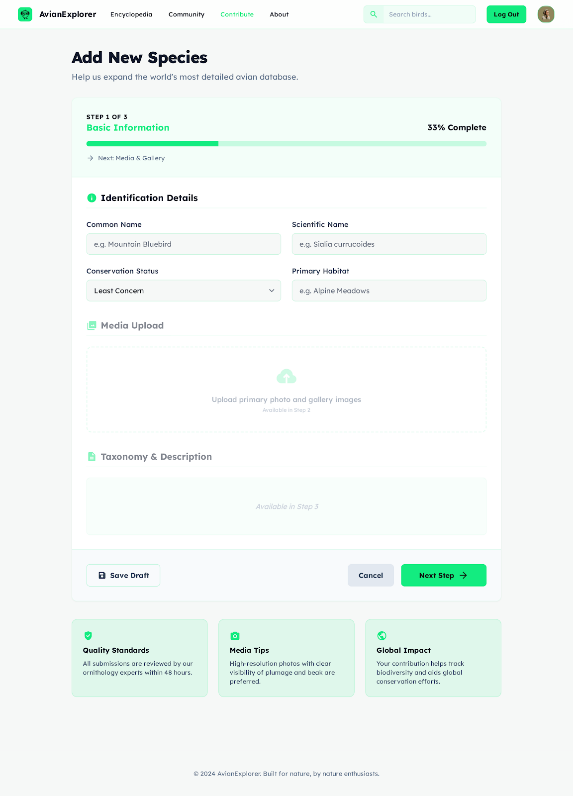 AvianExplorer
Encyclopedia
Community
Contribute
About
Search birds...
Log Out
Add New Species
Help us expand the world's most detailed avian database.
STEP 1 OF 3
Basic Information
33% Complete
Next: Media & Gallery
Identification Details
Common Name
Scientific Name
e.g. Mountain Bluebird
e.g. Sialia currucoides
Conservation Status
Primary Habitat
Least Concern
e.g. Alpine Meadows
Media Upload
Upload primary photo and gallery images
Available in Step 2
Taxonomy & Description
Available in Step 3
Save Draft
Cancel
Next Step
Quality Standards
All submissions are reviewed by our
ornithology experts within 48 hours.
Media Tips
High-resolution photos with clear
visibility of plumage and beak are
preferred.
Global Impact
Your contribution helps track
biodiversity and aids global
conservation efforts.
© 2024 AvianExplorer. Built for nature, by nature enthusiasts.